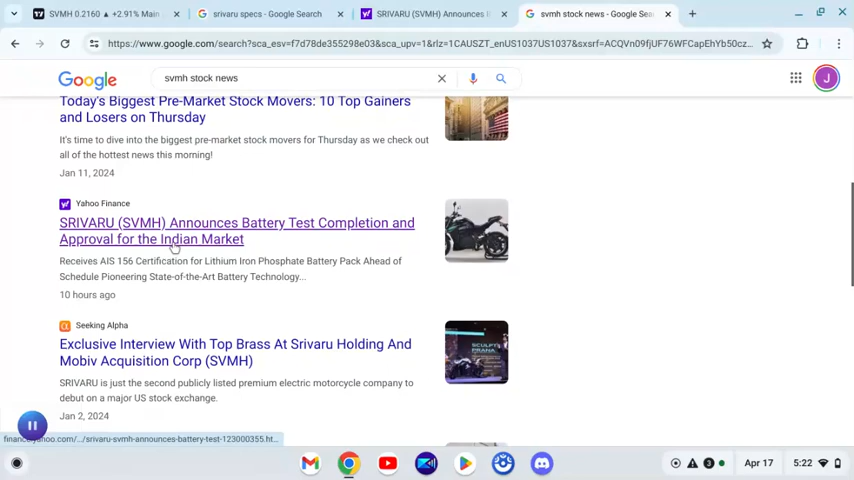 SVMH 0.2160 ▲ +2.91% Main
srivaru specs - Google Search
SRIVARU (SVMH) Announces
svmh stock news - Google Sea
https://www.google.com/search?sca_esv=f7d78de355298e03&sca_upv=1&rlz=1CAUSZT_enUS1037US1037&sxsrf=ACQVn09fjUF76WFCapEhYb50cz...
Google
svmh stock news
J
Today's Biggest Pre-Market Stock Movers: 10 Top Gainers
and Losers on Thursday
It's time to dive into the biggest pre-market stock movers for Thursday as we check out
all of the hottest news this morning!
Jan 11, 2024
Yahoo Finance
SRIVARU (SVMH) Announces Battery Test Completion and
Approval for the Indian Market
Receives AIS 156 Certification for Lithium Iron Phosphate Battery Pack Ahead of
Schedule Pioneering State-of-the-Art Battery Technology...
10 hours ago
Seeking Alpha
Exclusive Interview With Top Brass At Srivaru Holding And
Mobiv Acquisition Corp (SVMH)
SRIVARU is just the second publicly listed premium electric motorcycle company to
debut on a major US stock exchange.
Jan 2, 2024
SCULPT
PRANA
finance.yahoo.com/.../srivaru-svmh-announces-battery-test-123000355.ht...
3
Apr 17
5:22